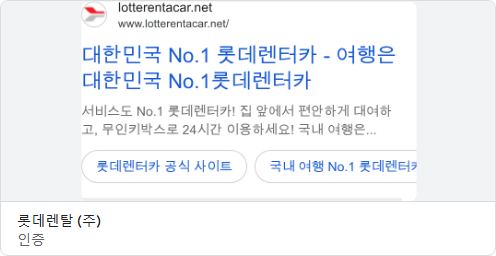 lotterentacar.net
www.lotterentacar.net/
대한민국 No.1 롯데렌터카 - 여행은
대한민국 No.1롯데렌터카
서비스도 No.1 롯데렌터카! 집 앞에서 편안하게 대여하
고, 무인키박스로 24시간 이용하세요! 국내 여행은...
롯데렌터카 공식 사이트
국내 여행 No.1 롯데렌터카
롯데렌탈 (주)
인증